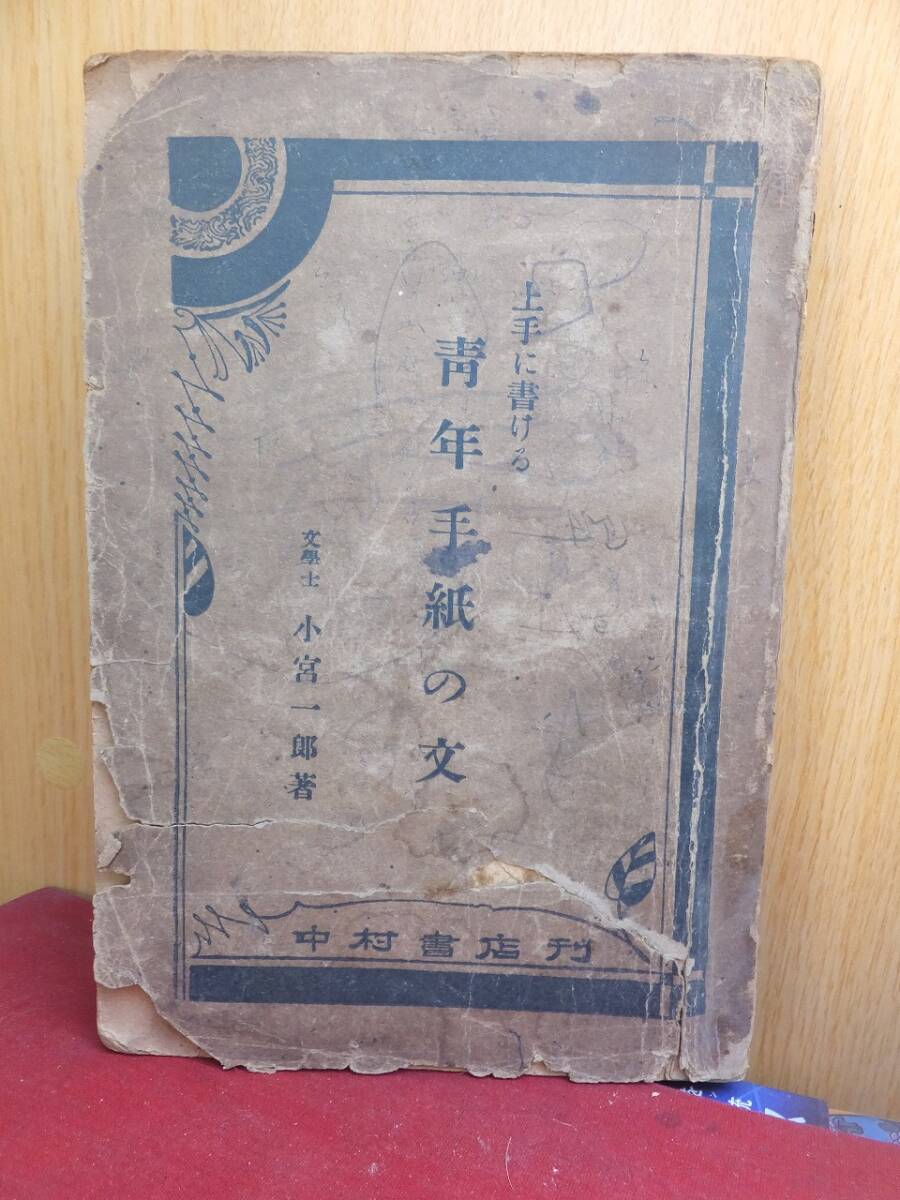 上手に書ける
靑年手紙の文
文學士 小宮一郎著
中村書店刊